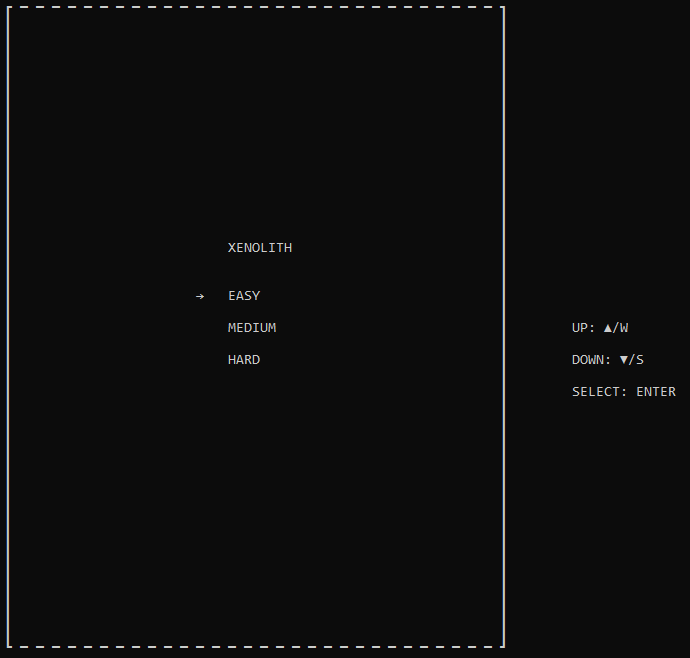 XENOLITH
→ EASY
MEDIUM
HARD
UP: ▲/W
DOWN: ▼/S
SELECT: ENTER